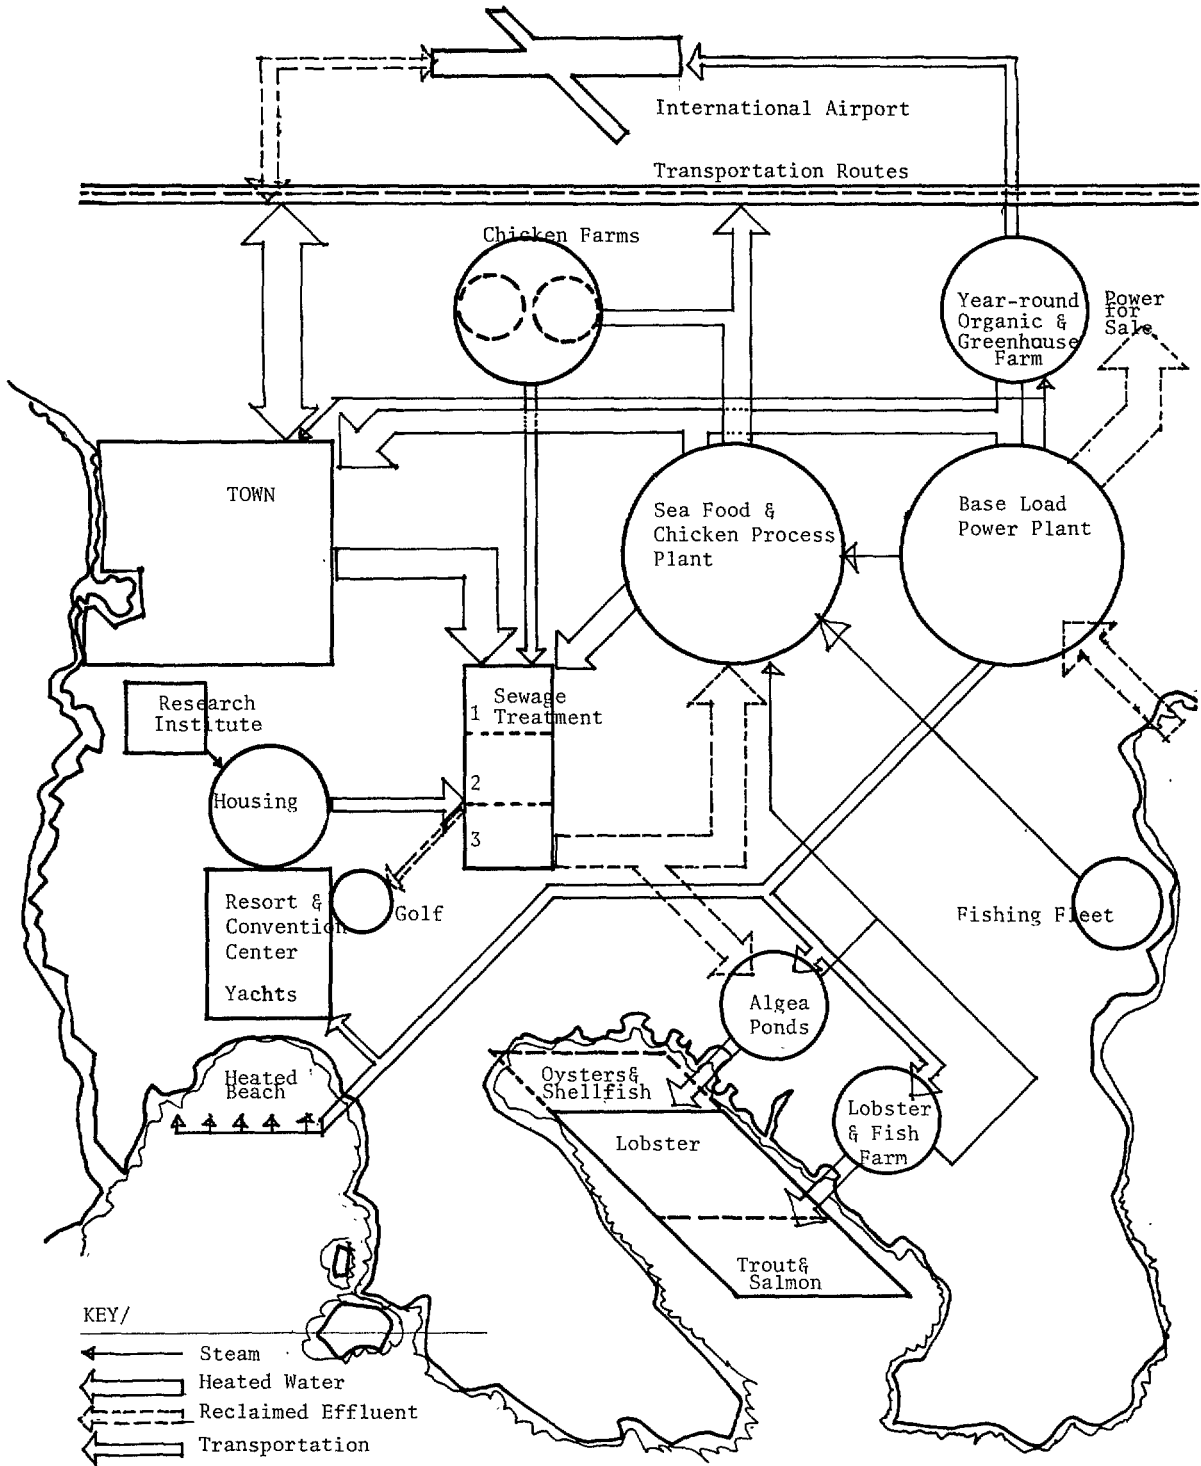 International Airport
Transportation Routes
Chicken Farms
Year-round
Organic &
Greenhouse
Farm
Power
for
Sale
TOWN
Sea Food &
Chicken Process
Plant
Base Load
Power Plant
Research
Institute
Sewage
Treatment
1
2
3
Housing
Resort &
Convention
Center
Yachts
Golf
Fishing Fleet
Algea
Ponds
Heated
Beach
Oysters&
Shellfish
Lobster
Lobster
& Fish
Farm
Trout&
Salmon
KEY/
Steam
Heated Water
Reclaimed Effluent
Transportation